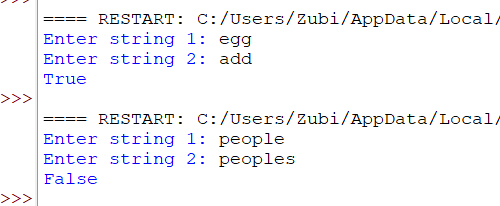 >>>
==== RESTART: C:/Users/Zubi/AppData/Local/
Enter string 1: egg
Enter string 2: add
True
>>>
==== RESTART: C:/Users/Zubi/AppData/Local/
Enter string 1: people
Enter string 2: peoples
False
>>>